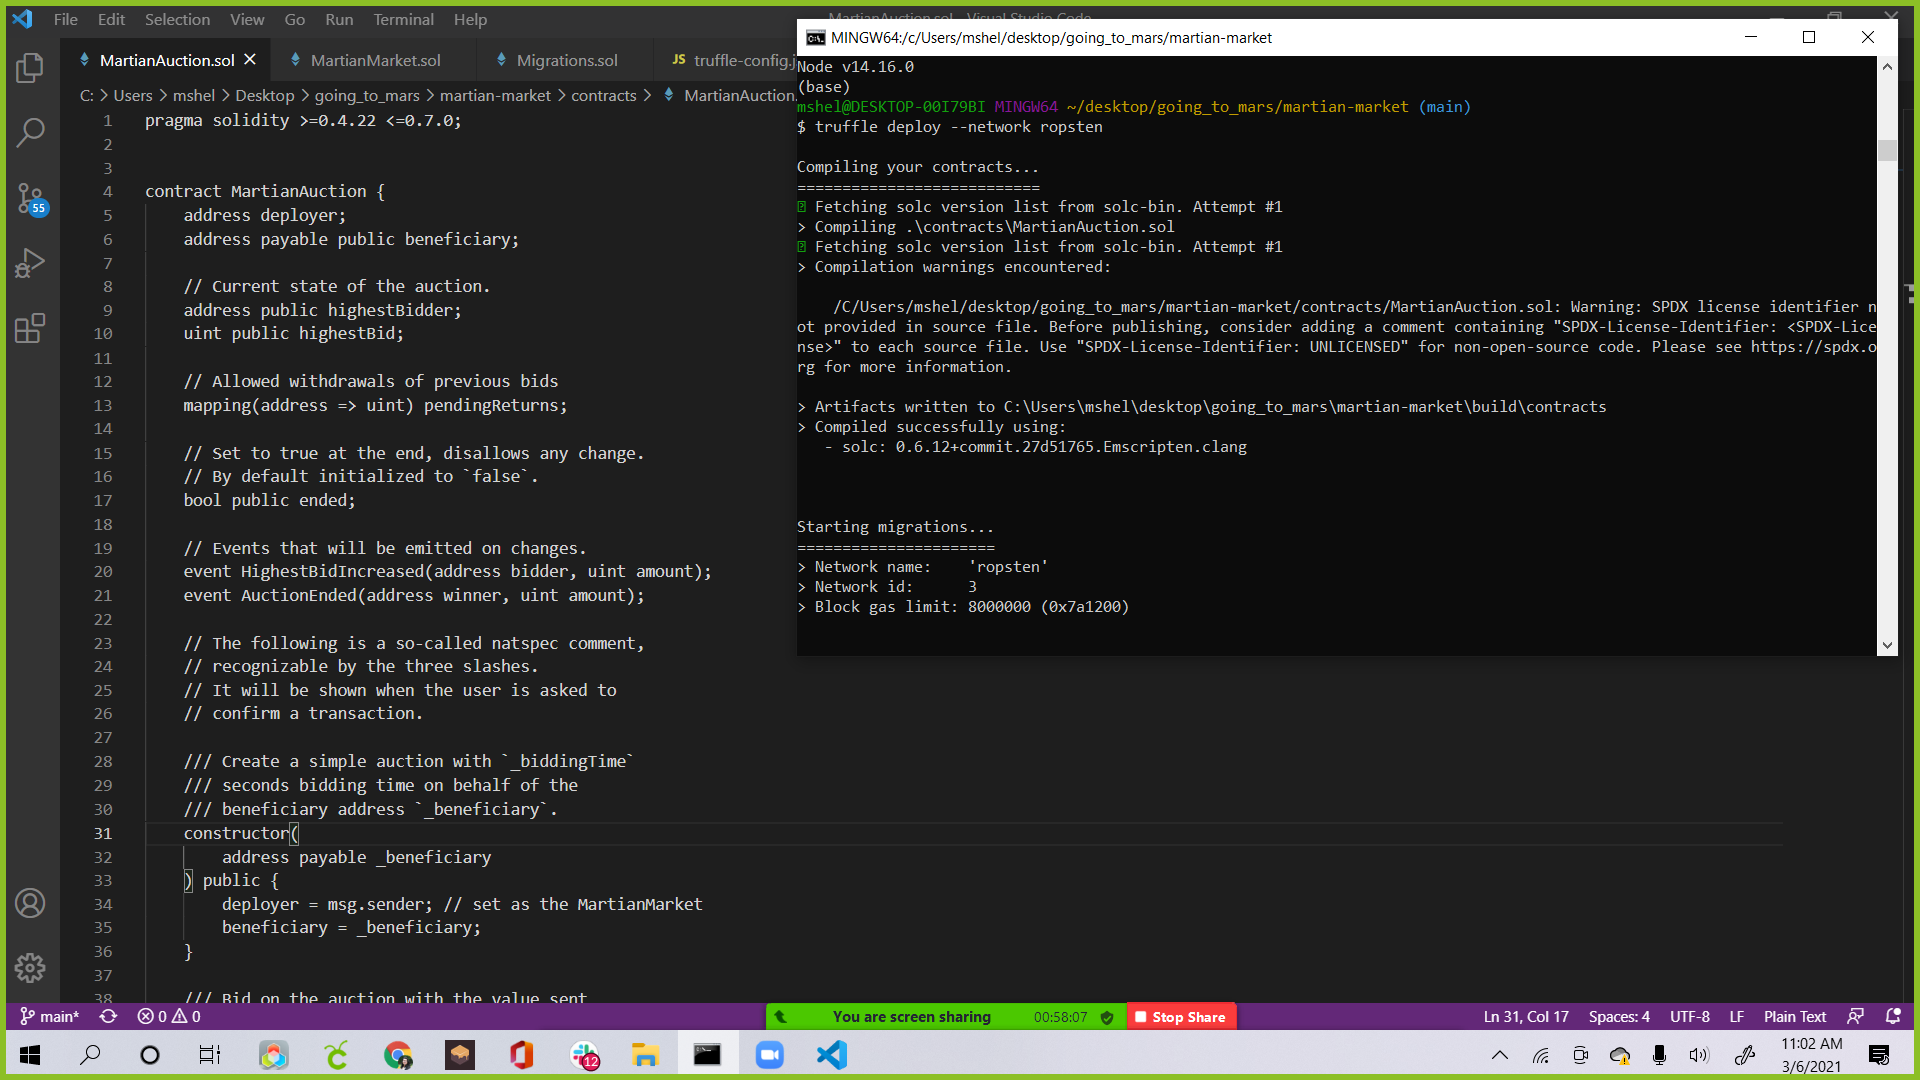 File Edit Selection View Go Run Terminal Help
MartianAuction.sol - Visual Studio Code
MartianAuction.sol MartianMarket.sol Migrations.sol JS truffle-config.j
C: > Users > mshel > Desktop > going_to_mars > martian-market > contracts > MartianAuction.
1 pragma solidity >=0.4.22 <=0.7.0;
2
3
4 contract MartianAuction {
5 address deployer;
6 address payable public beneficiary;
7
8 // Current state of the auction.
9 address public highestBidder;
10 uint public highestBid;
11
12 // Allowed withdrawals of previous bids
13 mapping(address => uint) pendingReturns;
14
15 // Set to true at the end, disallows any change.
16 // By default initialized to `false`.
17 bool public ended;
18
19 // Events that will be emitted on changes.
20 event HighestBidIncreased(address bidder, uint amount);
21 event AuctionEnded(address winner, uint amount);
22
23 // The following is a so-called natspec comment,
24 // recognizable by the three slashes.
25 // It will be shown when the user is asked to
26 // confirm a transaction.
27
28 /// Create a simple auction with `_biddingTime`
29 /// seconds bidding time on behalf of the
30 /// beneficiary address `_beneficiary`.
31 constructor(
32 address payable _beneficiary
33 ) public {
34 deployer = msg.sender; // set as the MartianMarket
35 beneficiary = _beneficiary;
36 }
37
38 /// Bid on the auction with the value sent
MINGW64:/c/Users/mshel/desktop/going_to_mars/martian-market
Node v14.16.0
(base)
mshel@DESKTOP-00I79BI MINGW64 ~/desktop/going_to_mars/martian-market (main)
$ truffle deploy --network ropsten
Compiling your contracts...
===========================
Fetching solc version list from solc-bin. Attempt #1
> Compiling .\contracts\MartianAuction.sol
Fetching solc version list from solc-bin. Attempt #1
> Compilation warnings encountered:
/C/Users/mshel/desktop/going_to_mars/martian-market/contracts/MartianAuction.sol: Warning: SPDX license identifier n
ot provided in source file. Before publishing, consider adding a comment containing "SPDX-License-Identifier: <SPDX-Lice
nse>" to each source file. Use "SPDX-License-Identifier: UNLICENSED" for non-open-source code. Please see https://spdx.o
rg for more information.
> Artifacts written to C:\Users\mshel\desktop\going_to_mars\martian-market\build\contracts
> Compiled successfully using:
- solc: 0.6.12+commit.27d51765.Emscripten.clang
Starting migrations...
======================
> Network name: 'ropsten'
> Network id: 3
> Block gas limit: 8000000 (0x7a1200)
55
main* 0 0
You are screen sharing 00:58:07 Stop Share
Ln 31, Col 17 Spaces: 4 UTF-8 LF Plain Text
12
11:02 AM
3/6/2021